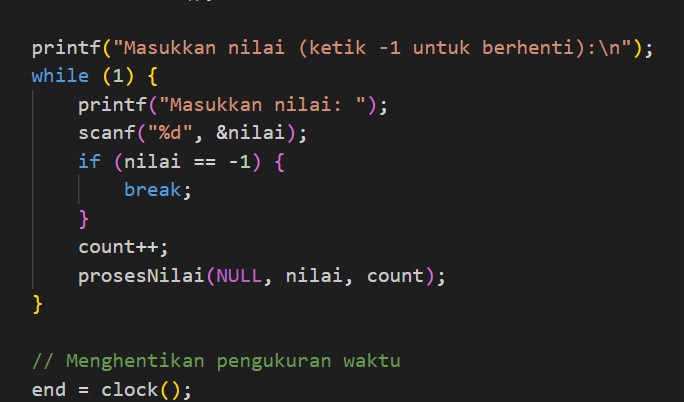 printf("Masukkan nilai (ketik -1 untuk berhenti):\n");
while (1) {
    printf("Masukkan nilai: ");
    scanf("%d", &nilai);
    if (nilai == -1) {
        break;
    }
    count++;
    prosesNilai(NULL, nilai, count);
}

// Menghentikan pengukuran waktu
end = clock();